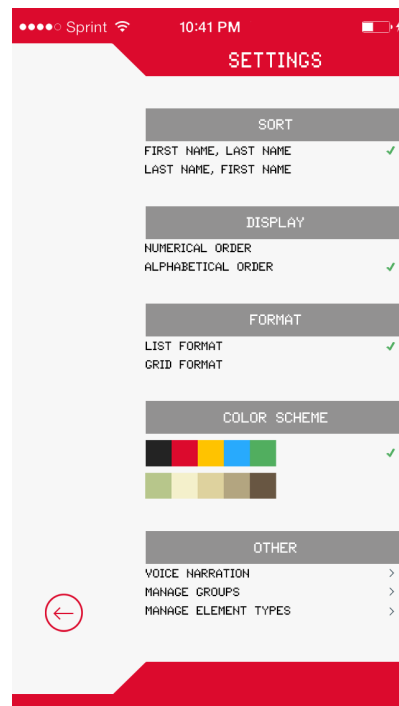 Sprint 10:41 PM
SETTINGS
SORT
FIRST NAME, LAST NAME
LAST NAME, FIRST NAME
DISPLAY
NUMERICAL ORDER
ALPHABETICAL ORDER
FORMAT
LIST FORMAT
GRID FORMAT
COLOR SCHEME
OTHER
VOICE NARRATION
MANAGE GROUPS
MANAGE ELEMENT TYPES